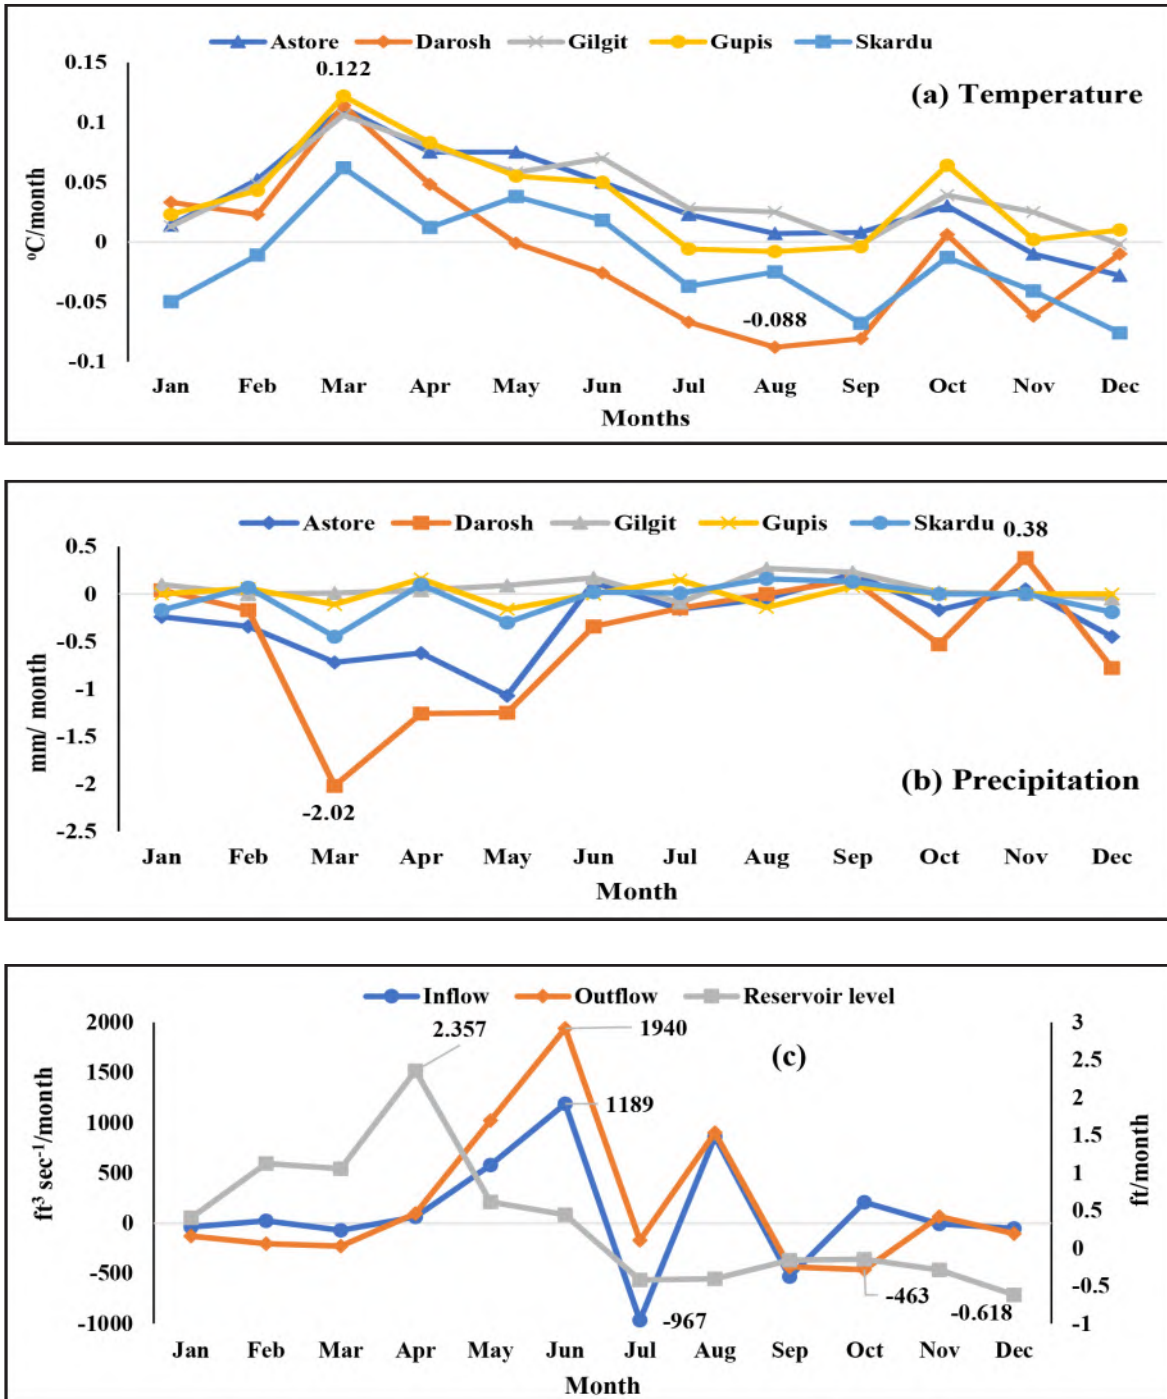 Astore Darosh Gilgit Gupis Skardu
0.15
0.122
(a) Temperature
0.1
0.05
0
-0.05
-0.088
-0.1
ºC/month
Jan Feb Mar Apr May Jun Jul Aug Sep Oct Nov Dec
Months
Astore Darosh Gilgit Gupis Skardu
0.38
0.5
0
-0.5
-1
-1.5
-2
-2.5
mm/ month
-2.02
(b) Precipitation
Jan Feb Mar Apr May Jun Jul Aug Sep Oct Nov Dec
Month
Inflow Outflow Reservoir level
2000
1500
1000
500
0
-500
-1000
ft³ sec⁻¹/month
2.357
1940
(c)
1189
-967
-463
-0.618
3
2.5
2
1.5
1
0.5
0
-0.5
-1
ft/month
Jan Feb Mar Apr May Jun Jul Aug Sep Oct Nov Dec
Month